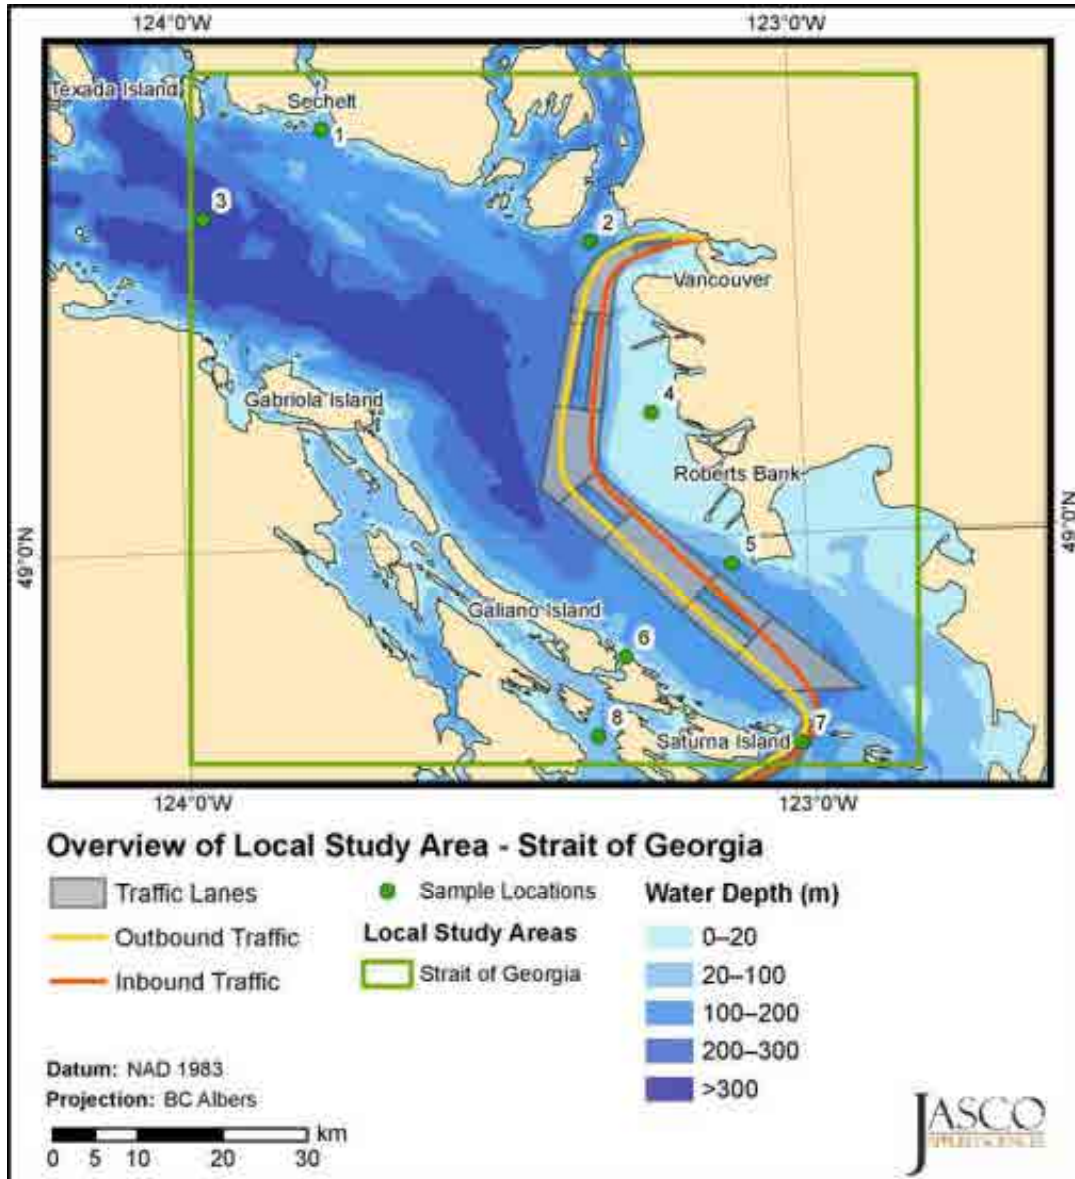 124°0'W 123°0'W
Texada Island
Sechelt
1
3
2
Vancouver
4
Gabriola Island
Roberts Bank
49°0'N 49°0'N
5
Galiano Island
6
8
7
Saturna Island
124°0'W 123°0'W
Overview of Local Study Area - Strait of Georgia
Traffic Lanes
Outbound Traffic
Inbound Traffic
Sample Locations
Local Study Areas
Strait of Georgia
Water Depth (m)
0–20
20–100
100–200
200–300
>300
Datum: NAD 1983
Projection: BC Albers
km
0 5 10 20 30
JASCO
APPLIED SCIENCES